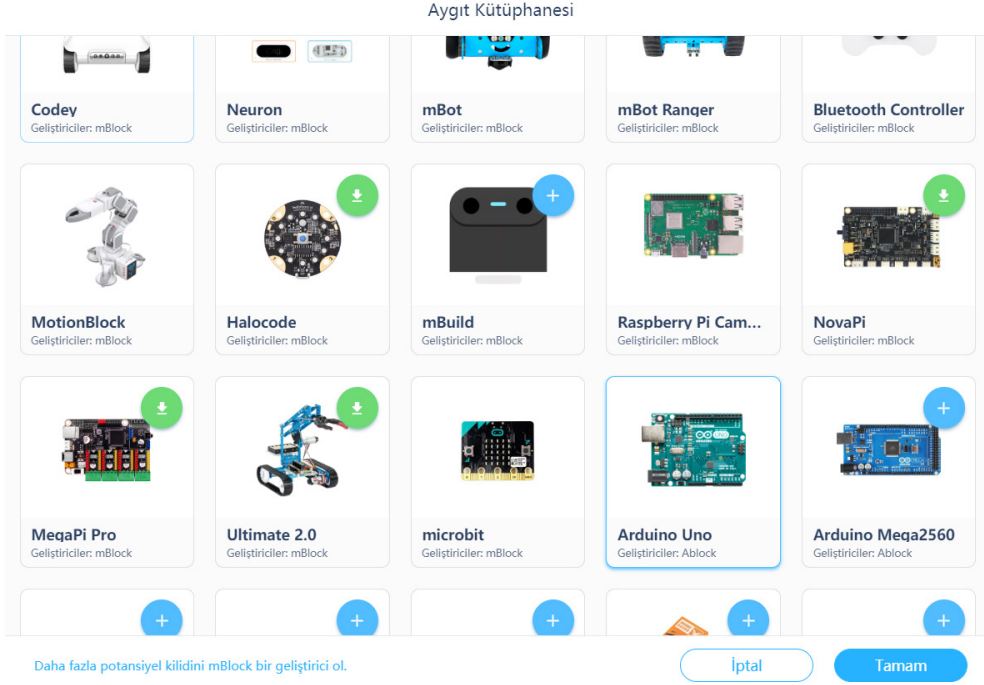 Aygıt Kütüphanesi
Codey
Geliştiriciler: mBlock
Neuron
Geliştiriciler: mBlock
mBot
Geliştiriciler: mBlock
mBot Ranger
Geliştiriciler: mBlock
Bluetooth Controller
Geliştiriciler: mBlock
MotionBlock
Geliştiriciler: mBlock
Halocode
Geliştiriciler: mBlock
mBuild
Geliştiriciler: mBlock
Raspberry Pi Cam...
Geliştiriciler: mBlock
NovaPi
Geliştiriciler: mBlock
MegaPi Pro
Geliştiriciler: mBlock
Ultimate 2.0
Geliştiriciler: mBlock
microbit
Geliştiriciler: mBlock
Arduino Uno
Geliştiriciler: Ablock
Arduino Mega2560
Geliştiriciler: Ablock
Daha fazla potansiyel kilidini mBlock bir geliştirici ol.
İptal
Tamam